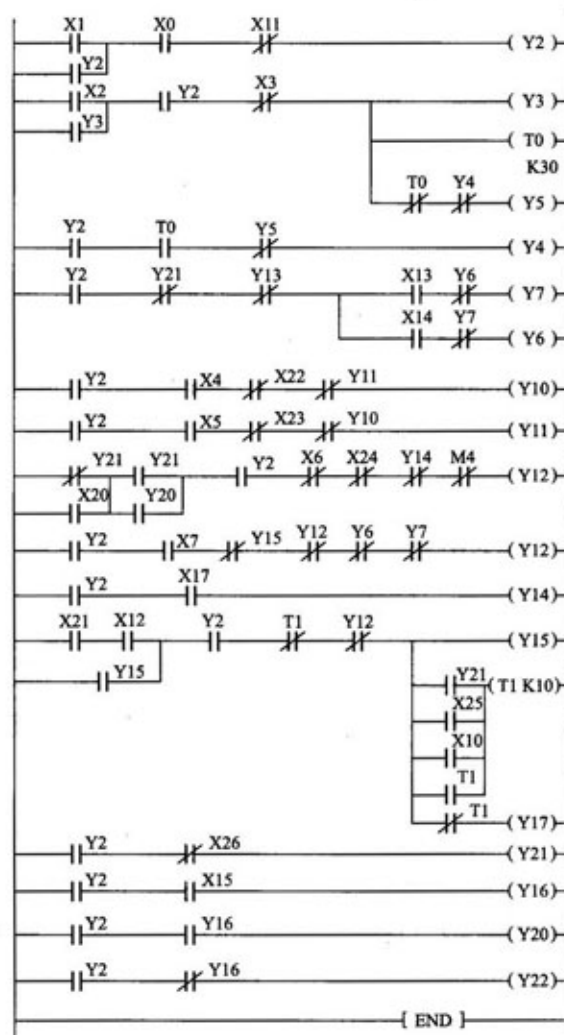 X1 X0 X11
Y2 ( Y2 )
X2 Y2 X3
Y3 ( Y3 )
( T0 )
K30
T0 Y4
( Y5 )
Y2 T0 Y5
( Y4 )
Y2 Y21 Y13 X13 Y6
( Y7 )
X14 Y7
( Y6 )
Y2 X4 X22 Y11 ( Y10 )
Y2 X5 X23 Y10 ( Y11 )
Y21 Y21 Y2 X6 X24 Y14 M4 ( Y12 )
X20 Y20
Y2 X7 Y15 Y12 Y6 Y7 ( Y12 )
Y2 X17 ( Y14 )
X21 X12 Y2 T1 Y12 ( Y15 )
Y15 Y21 ( T1 K10 )
X25
X10
T1
T1 ( Y17 )
Y2 X26 ( Y21 )
Y2 X15 ( Y16 )
Y2 Y16 ( Y20 )
Y2 Y16 ( Y22 )
[ END ]